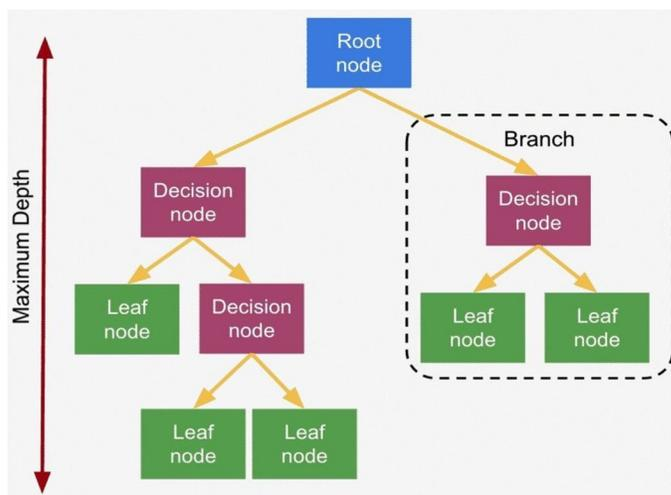 Root
node
Branch
Maximum Depth
Decision
node
Decision
node
Leaf
node
Decision
node
Leaf
node
Leaf
node
Leaf
node
Leaf
node